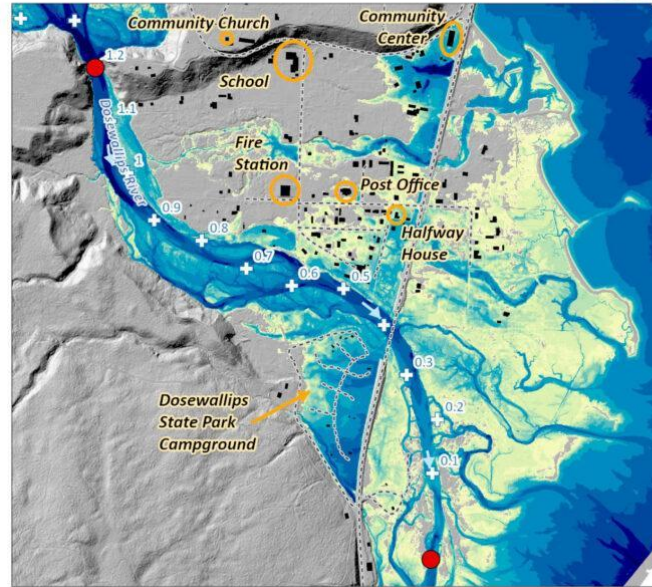 Community Church
Community
Center
1.2
School
1.1
Dosewallips River
1
Fire
Station
Post Office
0.9
0.8
Halfway
House
0.7
0.6
0.5
0.3
Dosewallips
State Park
Campground
0.2
0.1